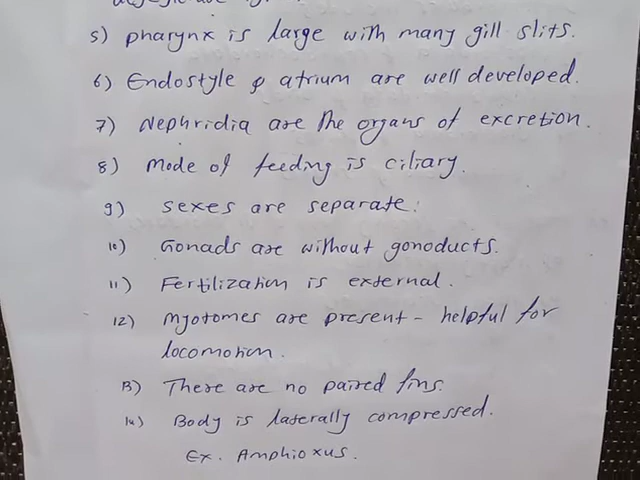 5) Pharynx is large with many gill slits.
6) Endostyle & atrium are well developed.
7) Nephridia are the organs of excretion.
8) Mode of feeding is ciliary.
9) Sexes are separate.
10) Gonads are without gonoducts.
11) Fertilization is external.
12) Myotomes are present - helpful for
locomotion.
13) There are no paired fins.
14) Body is laterally compressed.
Ex. Amphioxus.